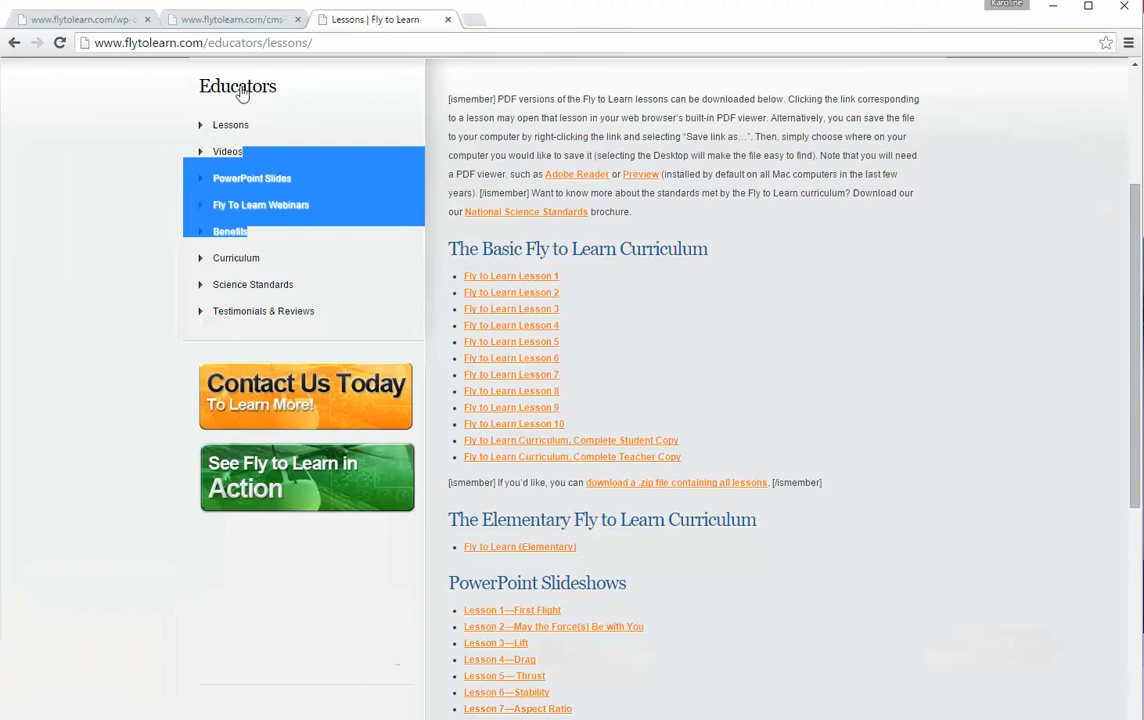 Karoline
www.flytolearn.com/wp-c
www.flytolearn.com/cms-
Lessons | Fly to Learn
www.flytolearn.com/educators/lessons/
Educators
Lessons
Videos
PowerPoint Slides
Fly To Learn Webinars
Benefits
Curriculum
Science Standards
Testimonials & Reviews
Contact Us Today
To Learn More!
See Fly to Learn in
Action
[ismember] PDF versions of the Fly to Learn lessons can be downloaded below. Clicking the link corresponding
to a lesson may open that lesson in your web browser's built-in PDF viewer. Alternatively, you can save the file
to your computer by right-clicking the link and selecting “Save link as…”. Then, simply choose where on your
computer you would like to save it (selecting the Desktop will make the file easy to find). Note that you will need
a PDF viewer, such as Adobe Reader or Preview (installed by default on all Mac computers in the last few
years). [/ismember] Want to know more about the standards met by the Fly to Learn curriculum? Download our
our National Science Standards brochure.
The Basic Fly to Learn Curriculum
Fly to Learn Lesson 1
Fly to Learn Lesson 2
Fly to Learn Lesson 3
Fly to Learn Lesson 4
Fly to Learn Lesson 5
Fly to Learn Lesson 6
Fly to Learn Lesson 7
Fly to Learn Lesson 8
Fly to Learn Lesson 9
Fly to Learn Lesson 10
Fly to Learn Curriculum, Complete Student Copy
Fly to Learn Curriculum, Complete Teacher Copy
[ismember] If you'd like, you can download a .zip file containing all lessons. [/ismember]
The Elementary Fly to Learn Curriculum
Fly to Learn (Elementary)
PowerPoint Slideshows
Lesson 1—First Flight
Lesson 2—May the Force(s) Be with You
Lesson 3—Lift
Lesson 4—Drag
Lesson 5— Thrust
Lesson 6—Stability
Lesson 7—Aspect Ratio